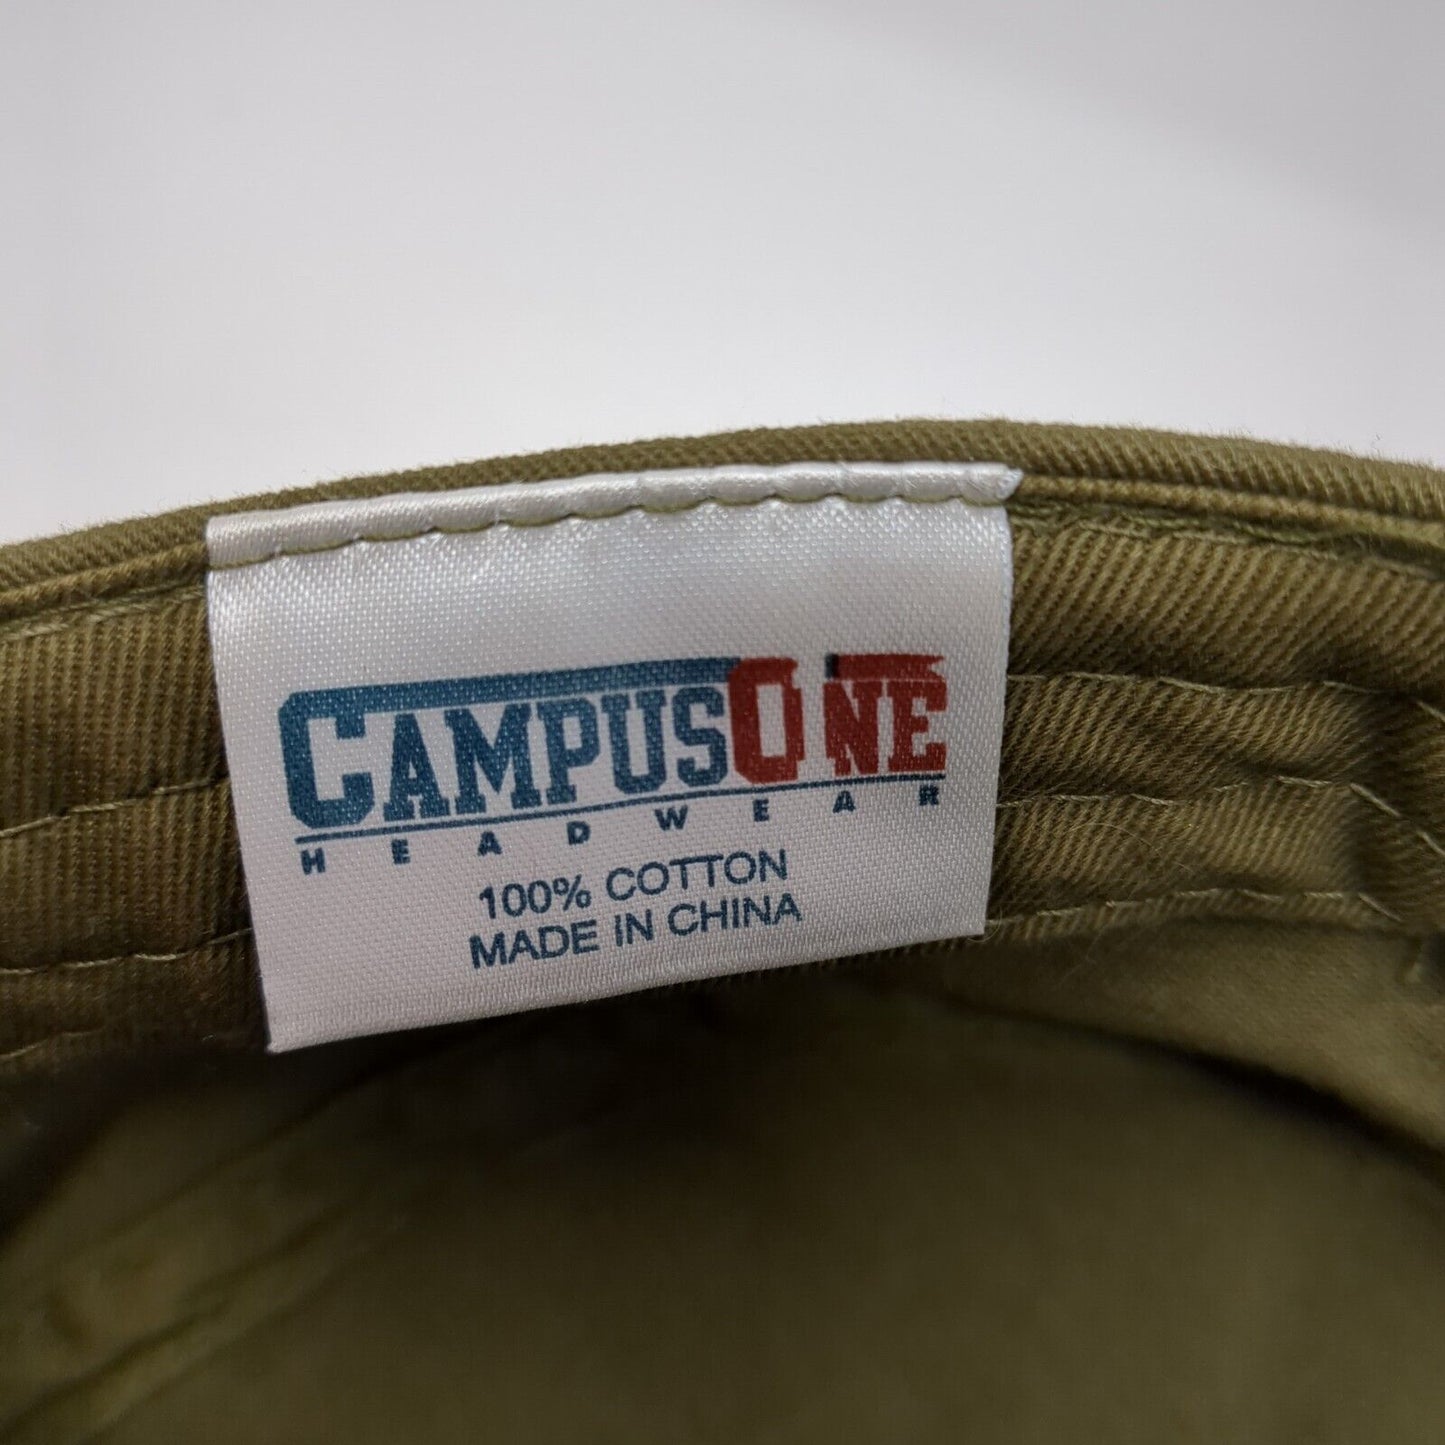 CAMPUSONE
HEADWEAR
100% COTTON
MADE IN CHINA